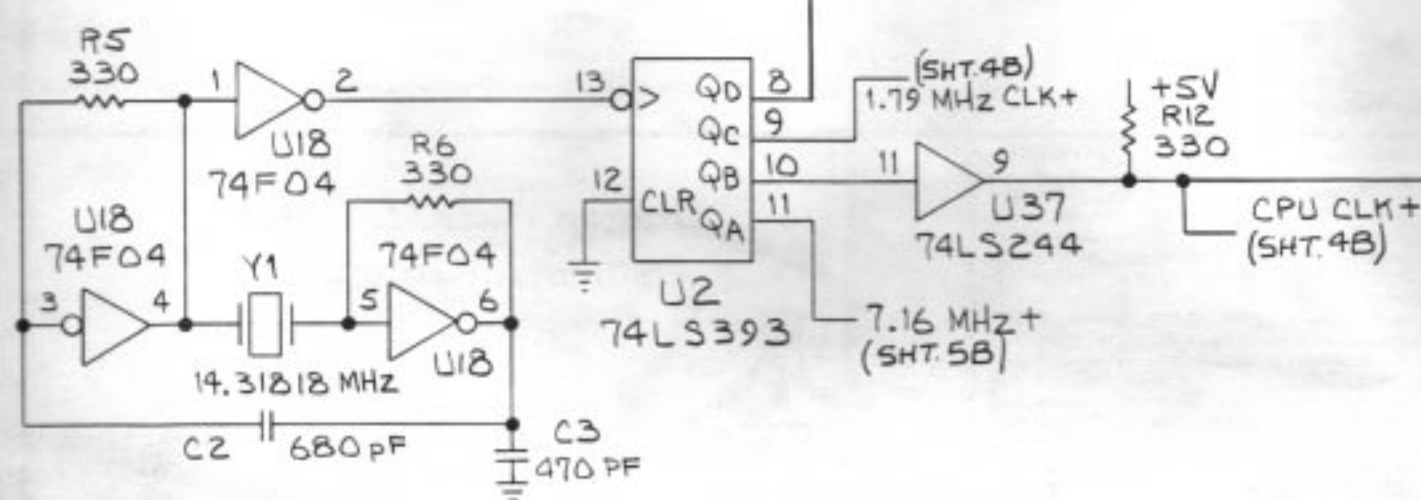 R5
330
1
2
U18
74F04
R6
330
U18
74F04
3
4
Y1
14.31818 MHz
74F04
5
6
U18
C2
680pF
C3
470 PF
13
>
12
CLR
QD
QC
QB
QA
8
9
10
11
U2
74LS393
(SHT.4B)
1.79 MHz CLK+
7.16 MHz+
(SHT.5B)
11
9
U37
74LS244
+5V
R12
330
CPU CLK+
(SHT.4B)